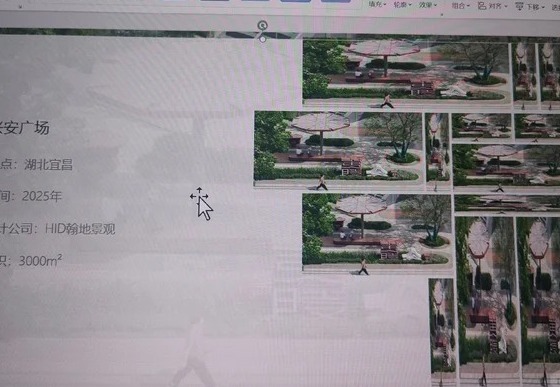 填充 轮廓 效果 组合 对齐 下移
安广场
点：湖北宜昌
间：2025年
计公司：HID翰地景观
只：3000m²